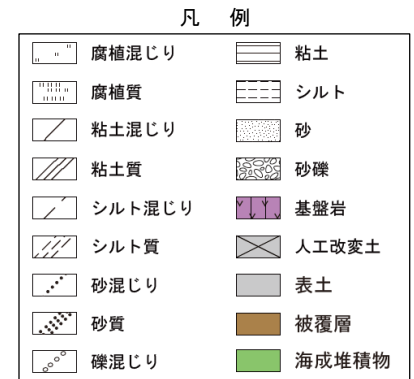 凡 例
腐植混じり
腐植質
粘土混じり
粘土質
シルト混じり
シルト質
砂混じり
砂質
礫混じり
粘土
シルト
砂
砂礫
基盤岩
人工改変土
表土
被覆層
海成堆積物